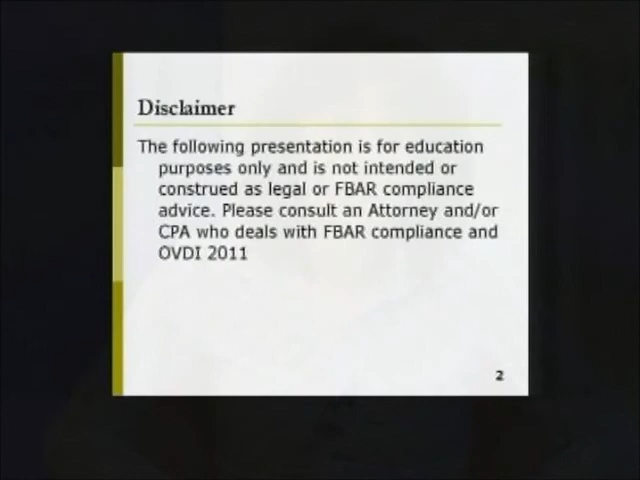 Disclaimer
The following presentation is for education
purposes only and is not intended or
construed as legal or FBAR compliance
advice. Please consult an Attorney and/or
CPA who deals with FBAR compliance and
OVDI 2011
2